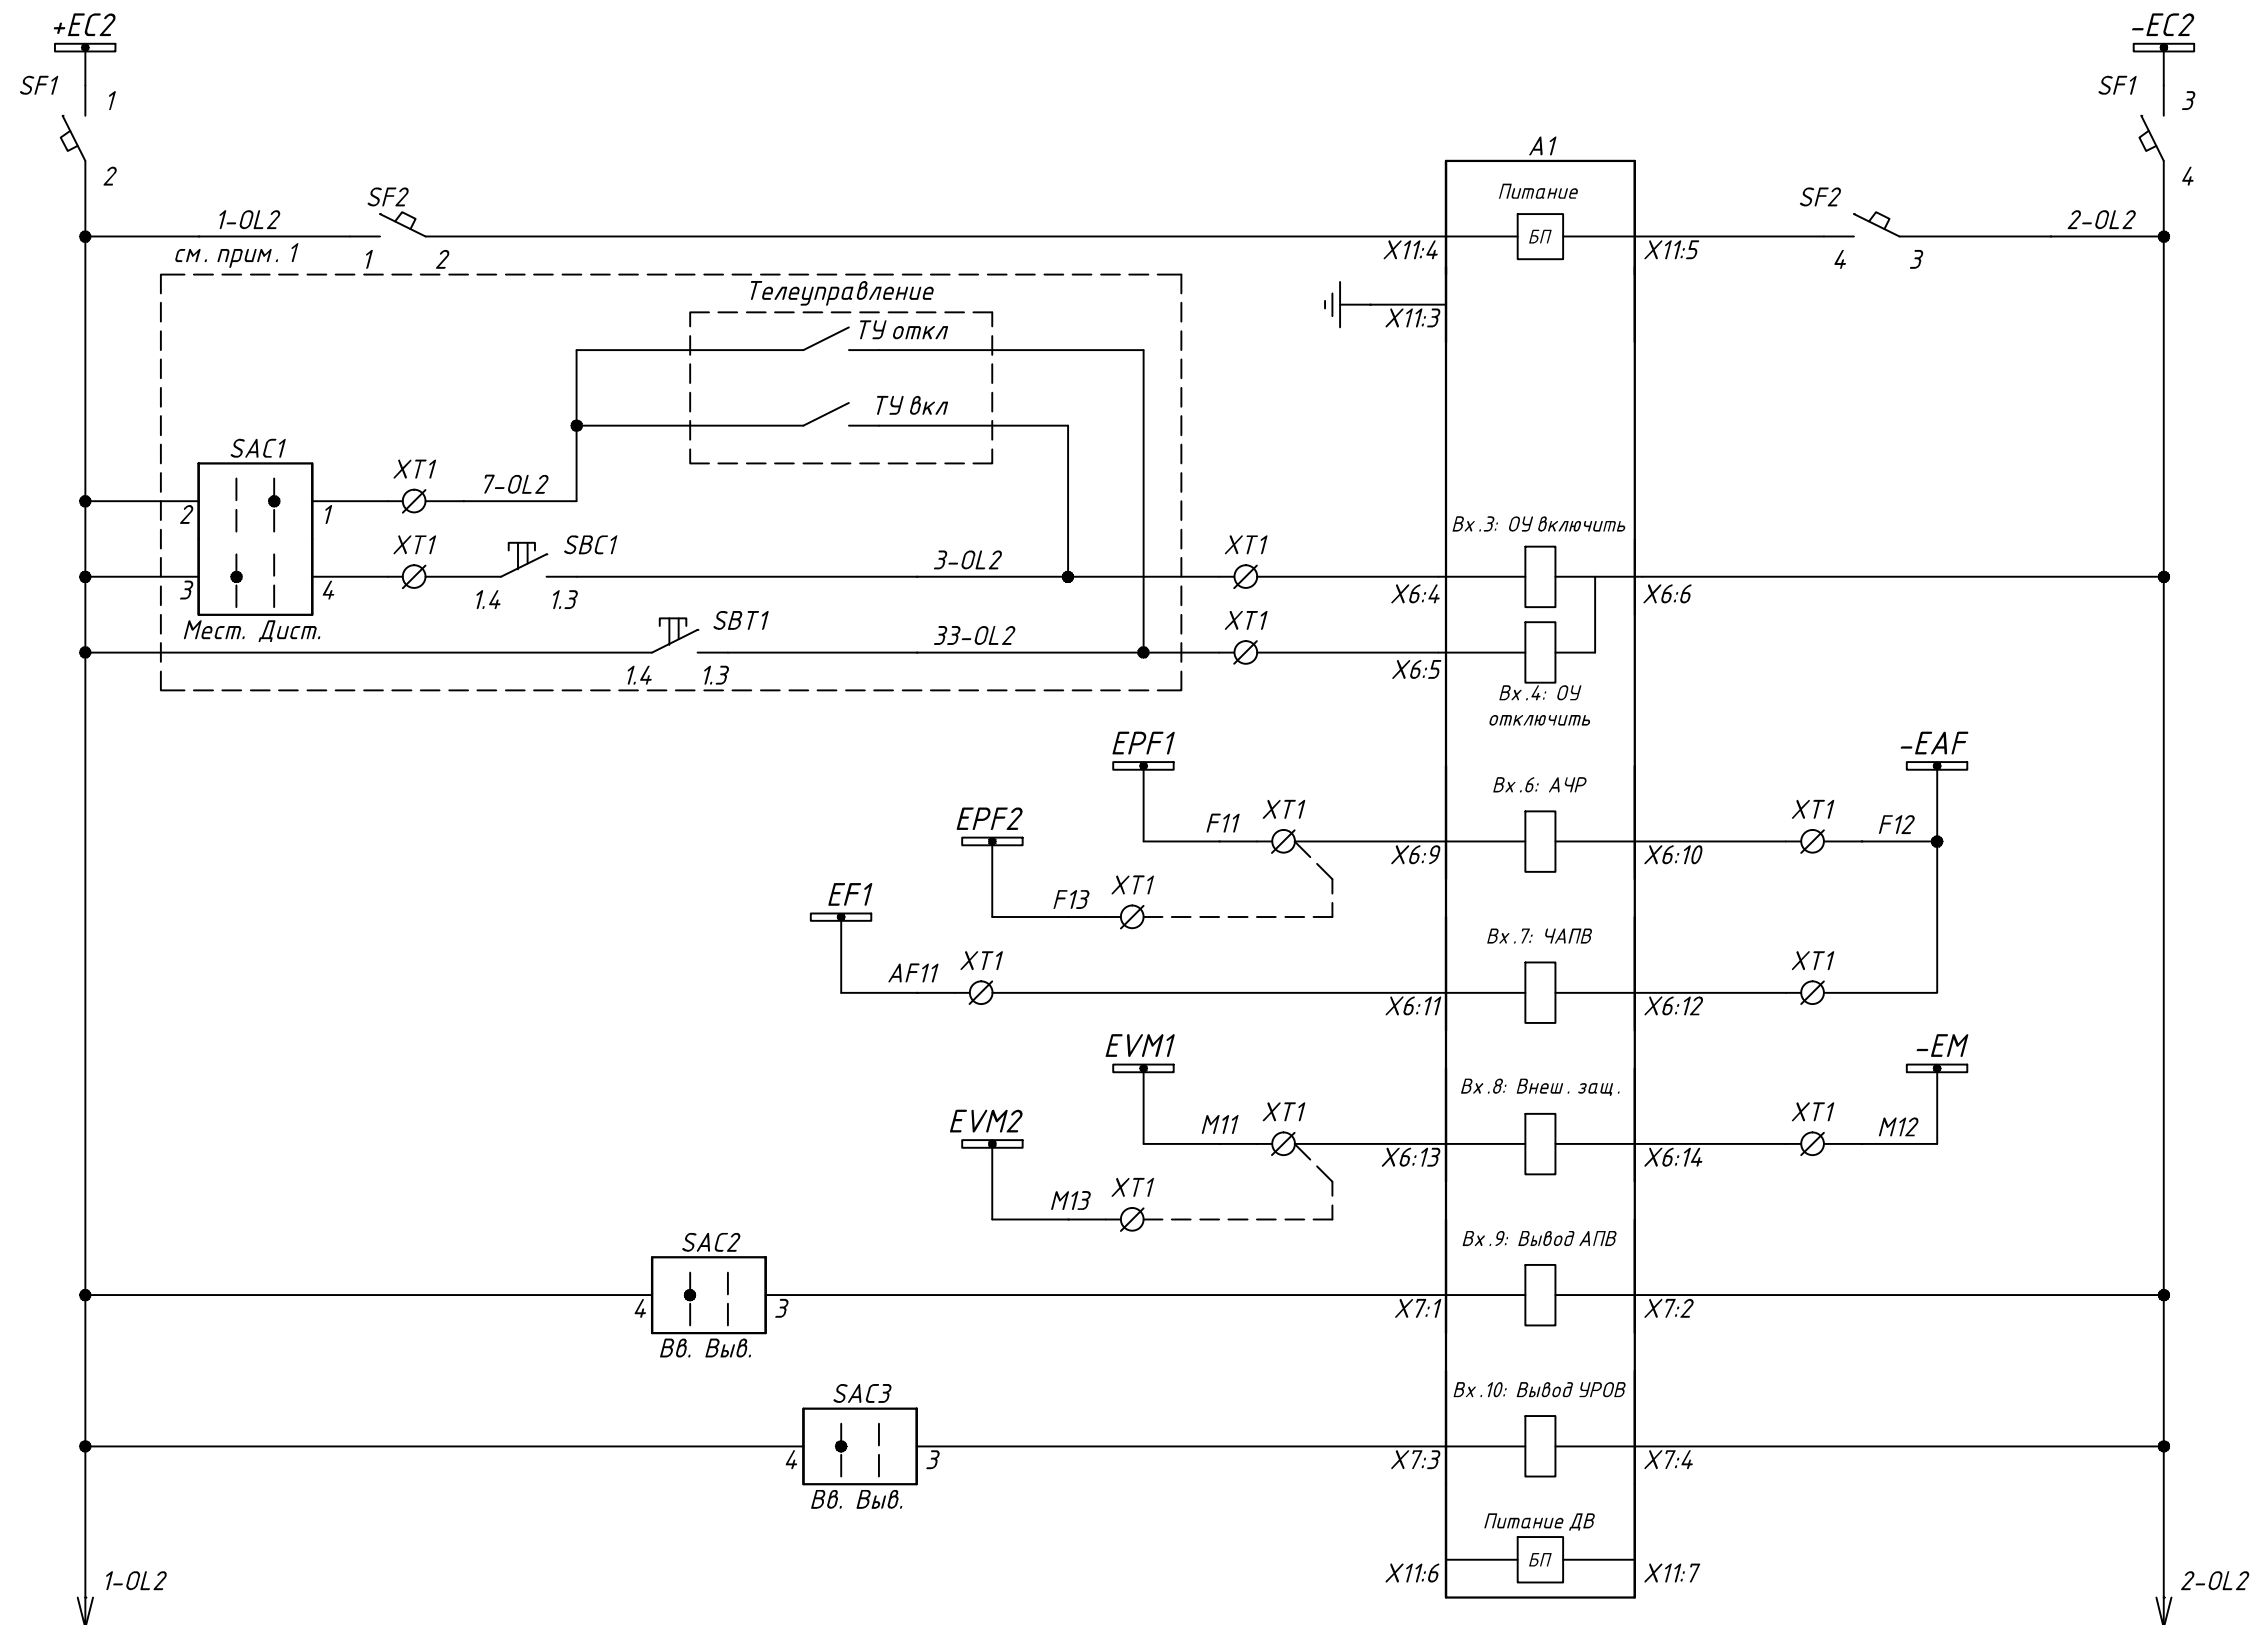 +EC2
-EC2
SF1
1
SF1
3
2
4
A1
Питание
SF2
SF2
1-OL2
2-OL2
БП
см. прим. 1
1
2
X11:4
X11:5
4
3
Телеуправление
X11:3
ТУ откл
ТУ вкл
SAC1
XT1
7-OL2
2
1
Вх.3: ОУ включить
XT1
SBC1
3-OL2
XT1
3
4
1.4
1.3
X6:4
X6:6
Мест. Дист.
SBT1
33-OL2
XT1
1.4
1.3
X6:5
Вх.4: ОУ
отключить
EPF1
-EAF
Вх.6: АЧР
EPF2
F11
XT1
XT1
F12
X6:9
X6:10
EF1
F13
XT1
Вх.7: ЧАПВ
AF11
XT1
XT1
X6:11
X6:12
EVM1
-EM
Вх.8: Внеш. защ.
EVM2
M11
XT1
XT1
M12
X6:13
X6:14
M13
XT1
SAC2
Вх.9: Вывод АПВ
4
3
X7:1
X7:2
Вв. Выв.
SAC3
Вх.10: Вывод УРОВ
4
3
X7:3
X7:4
Вв. Выв.
Питание ДВ
БП
X11:6
X11:7
1-OL2
2-OL2